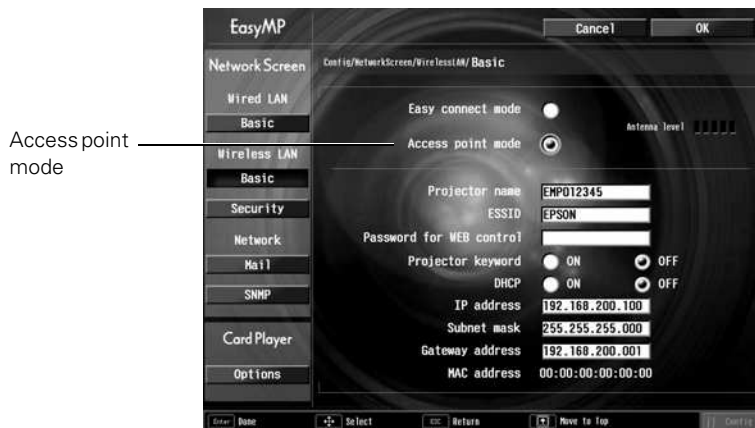 EasyMP
Cancel
OK
Network Screen
Config/NetworkScreen/WirelessLAN/Basic
Wired LAN
Basic
Wireless LAN
Basic
Security
Network
Mail
SNMP
Card Player
Options
Access point
mode
Easy connect mode
Antenna level
Access point mode
Projector name EMP012345
ESSID EPSON
Password for WEB control
Projector keyword ON OFF
DHCP ON OFF
IP address 192.168.200.100
Subnet mask 255.255.255.000
Gateway address 192.168.200.001
MAC address 00:00:00:00:00:00
Enter Done
Select
ESC Return
Move to Top